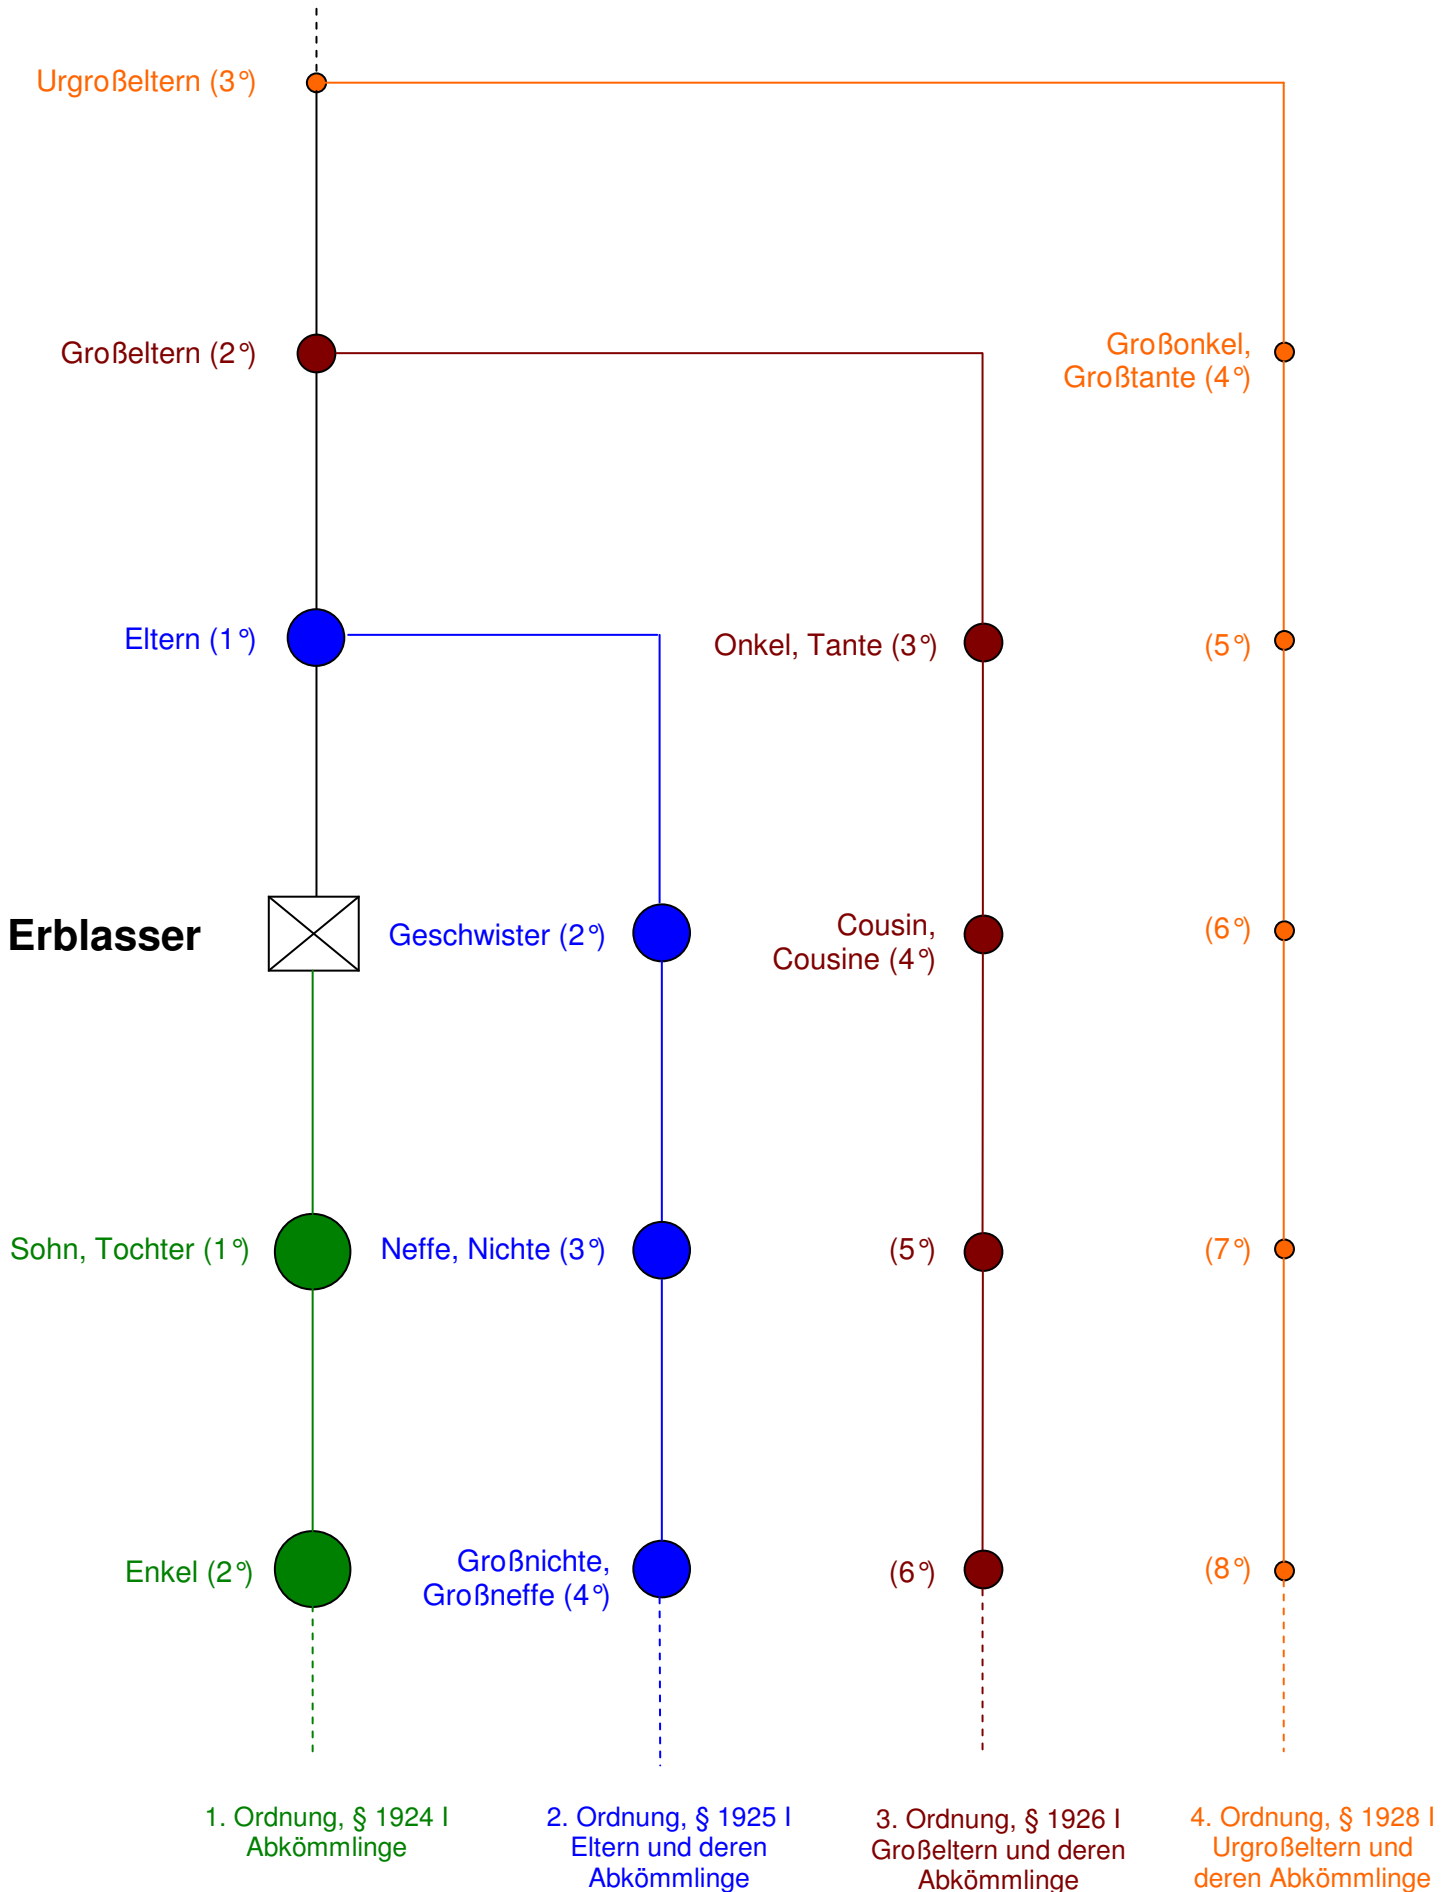 Urgroßeltern (3°)
Großeltern (2°)
Großonkel,
Großtante (4°)
Eltern (1°)
Onkel, Tante (3°)
(5°)
Erblasser
Geschwister (2°)
Cousin,
Cousine (4°)
(6°)
Sohn, Tochter (1°)
Neffe, Nichte (3°)
(5°)
(7°)
Enkel (2°)
Großnichte,
Großneffe (4°)
(6°)
(8°)
1. Ordnung, § 1924 I
Abkömmlinge
2. Ordnung, § 1925 I
Eltern und deren
Abkömmlinge
3. Ordnung, § 1926 I
Großeltern und deren
Abkömmlinge
4. Ordnung, § 1928 I
Urgroßeltern und
deren Abkömmlinge